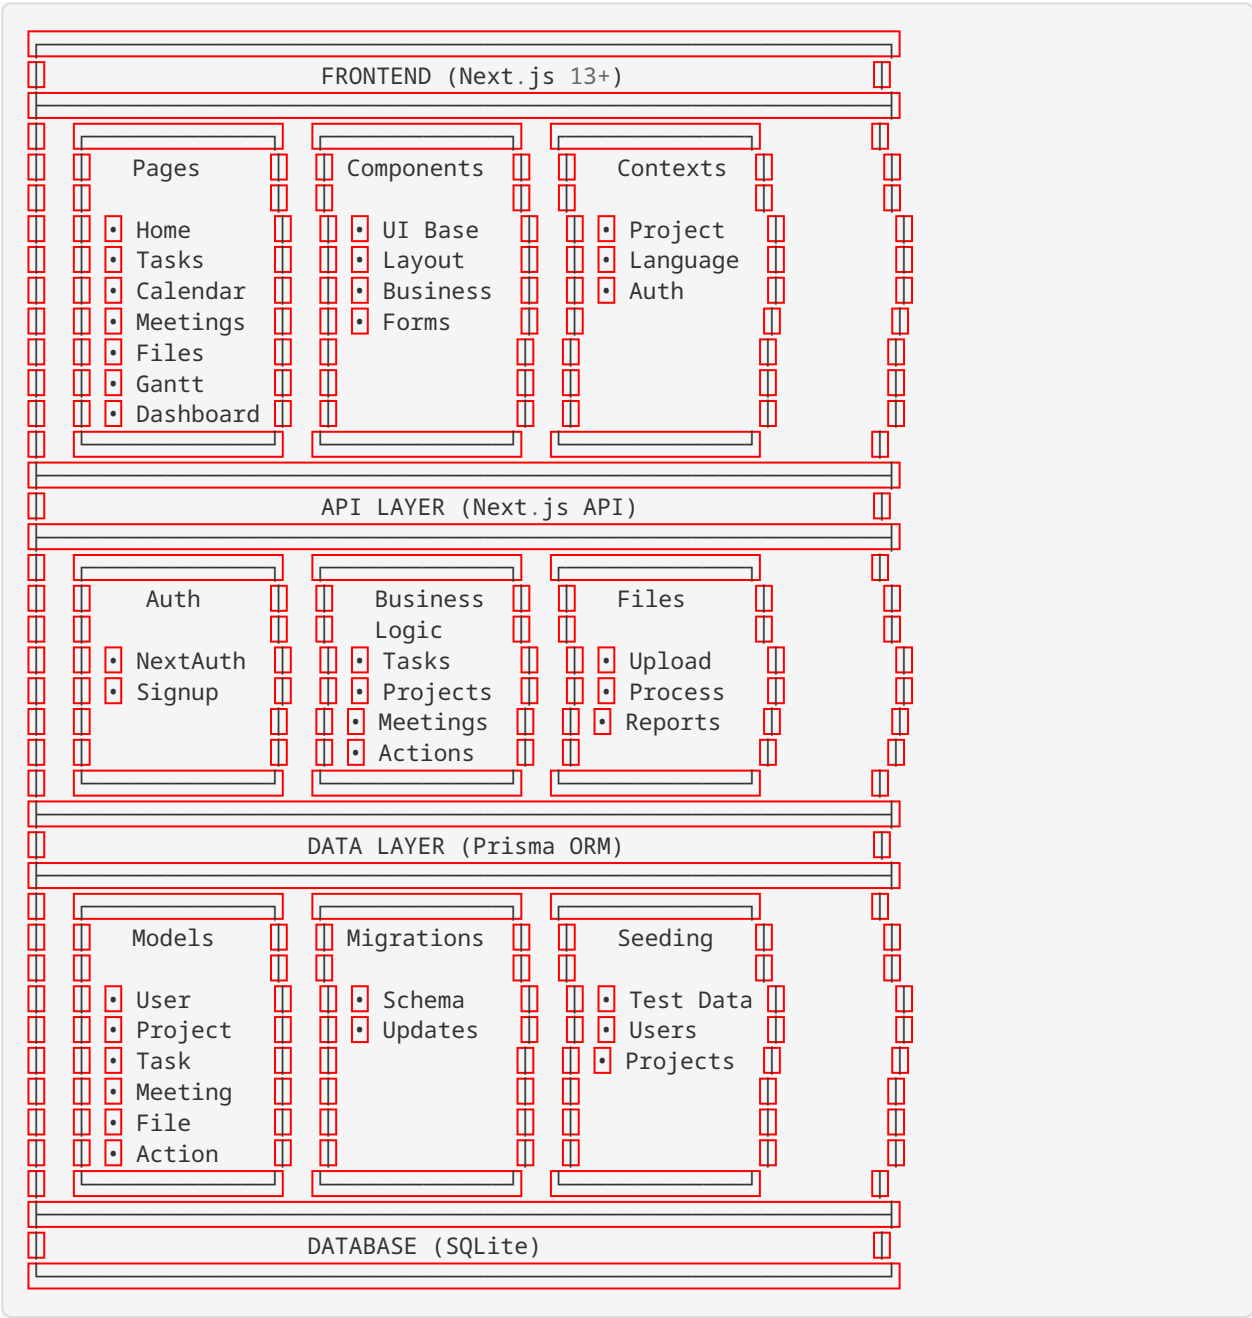 FRONTEND (Next.js 13+)
Pages Components Contexts
• Home • UI Base • Project
• Tasks • Layout • Language
• Calendar • Business • Auth
• Meetings • Forms
• Files
• Gantt
• Dashboard
API LAYER (Next.js API)
Auth Business Files
Logic
• NextAuth • Tasks • Upload
• Signup • Projects • Process
• Meetings • Reports
• Actions
DATA LAYER (Prisma ORM)
Models Migrations Seeding
• User • Schema • Test Data
• Project • Updates • Users
• Task • Projects
• Meeting
• File
• Action
DATABASE (SQLite)